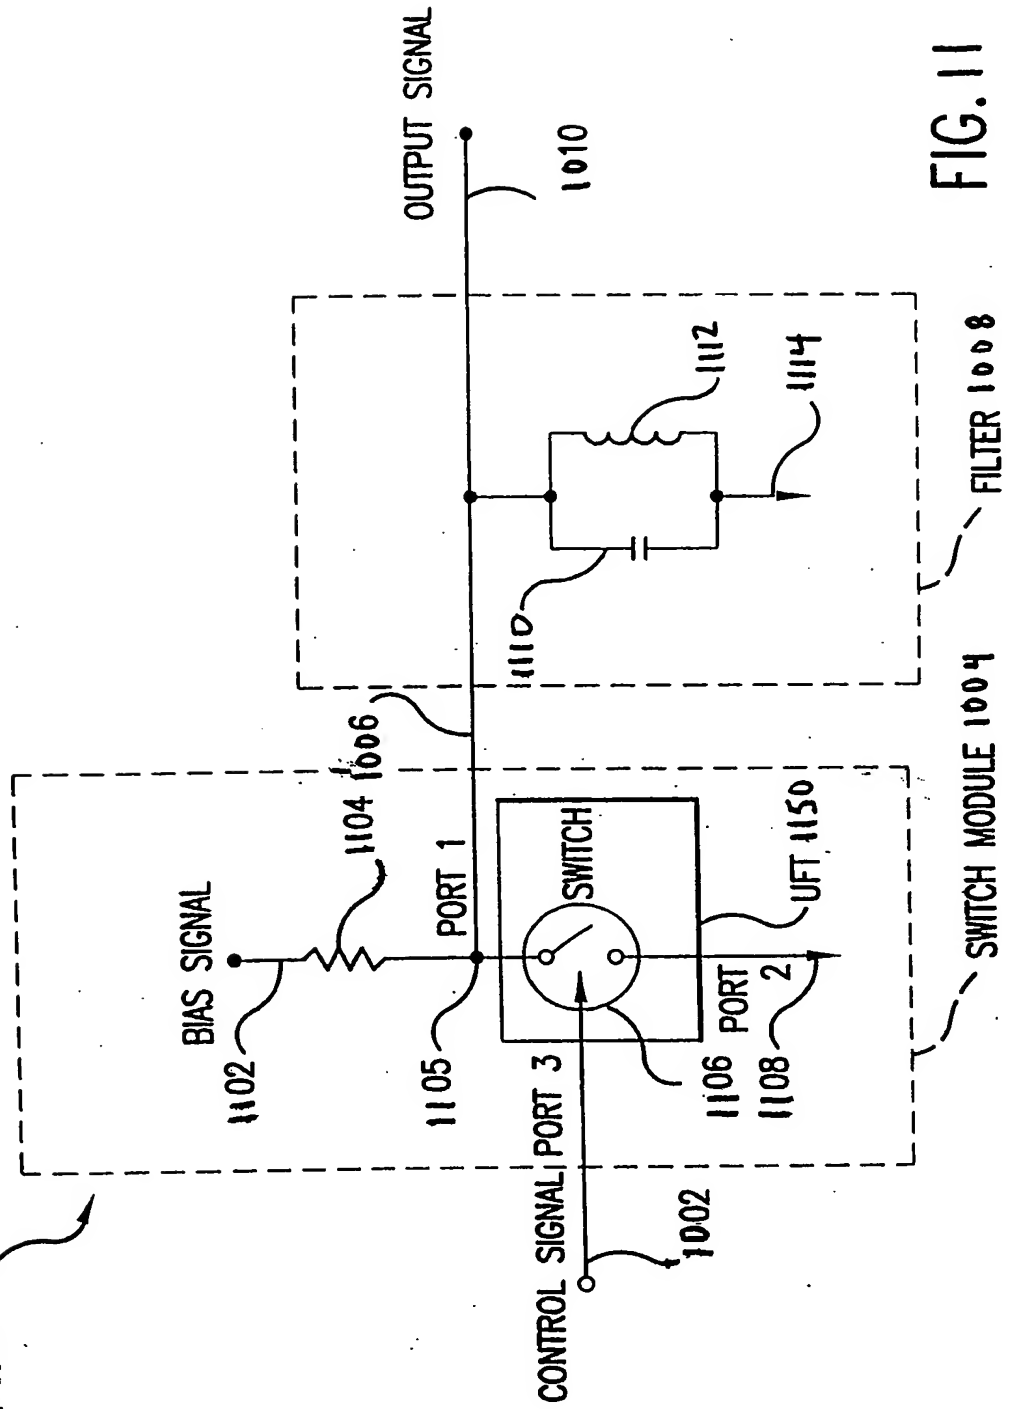 BIAS SIGNAL
1102
1104
1006
OUTPUT SIGNAL
1010
1105
PORT 1
CONTROL SIGNAL
PORT 3
1002
SWITCH
1106
PORT 2
1108
UFT 1150
1110
1112
1114
SWITCH MODULE 1004
FILTER 1008
FIG. 11